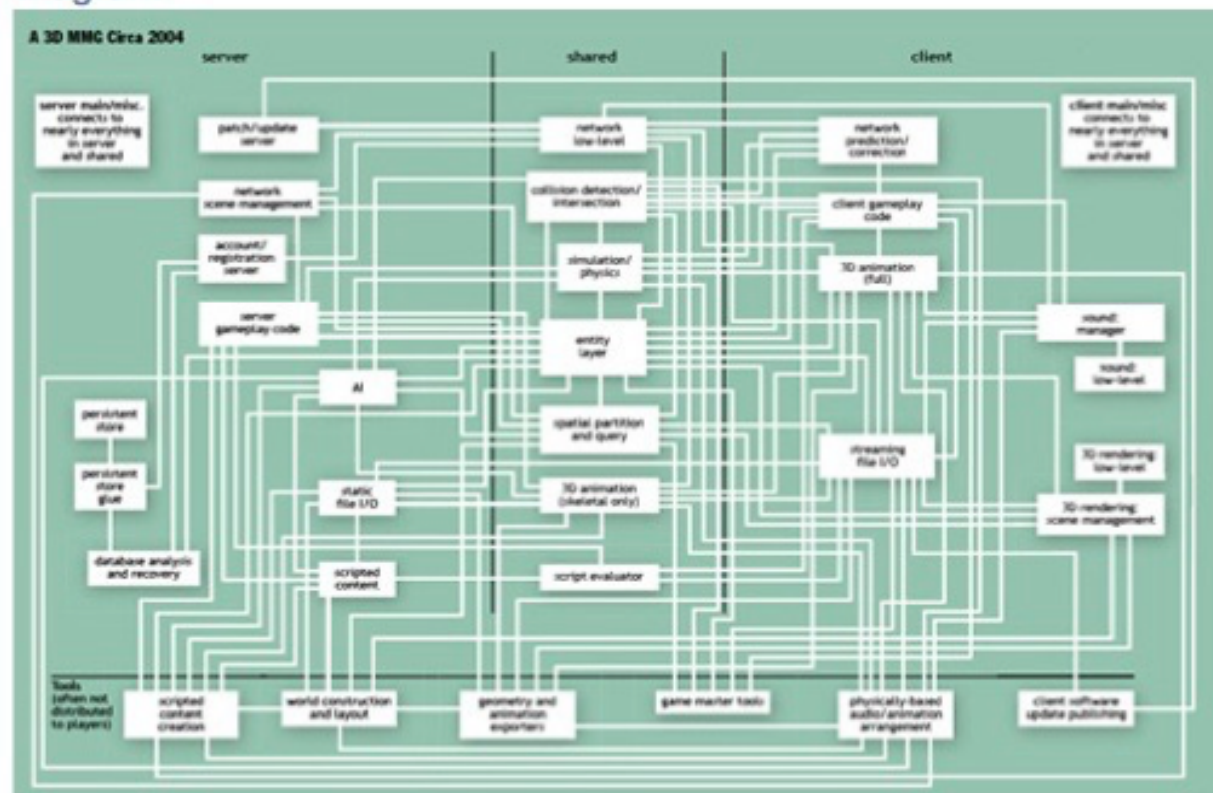 A 3D MMG Circa 2004
server
shared
client
server main/misc.
connects to
nearly everything
in server
and shared
patch/update
server
network
low-level
network
prediction/
correction
client main/misc
connects to
nearly everything
in server
and shared
network
scene management
collision detection/
intersection
client gameplay
code
account/
registration
server
simulation/
physics
3D animation
(full)
server
gameplay code
entity
layer
sound:
manager
sound:
low-level
AI
persistent
store
spatial partition
and query
streaming
file I/O
3D rendering:
low-level
persistent
store
glue
static
file I/O
3D animation
(skeletal only)
3D rendering:
scene management
database analysis
and recovery
scripted
content
script evaluator
Tools
(often not
distributed
to players)
scripted
content
creation
world construction
and layout
geometry and
animation
exporters
game master tools
physically-based
audio/animation
arrangement
client software
update publishing